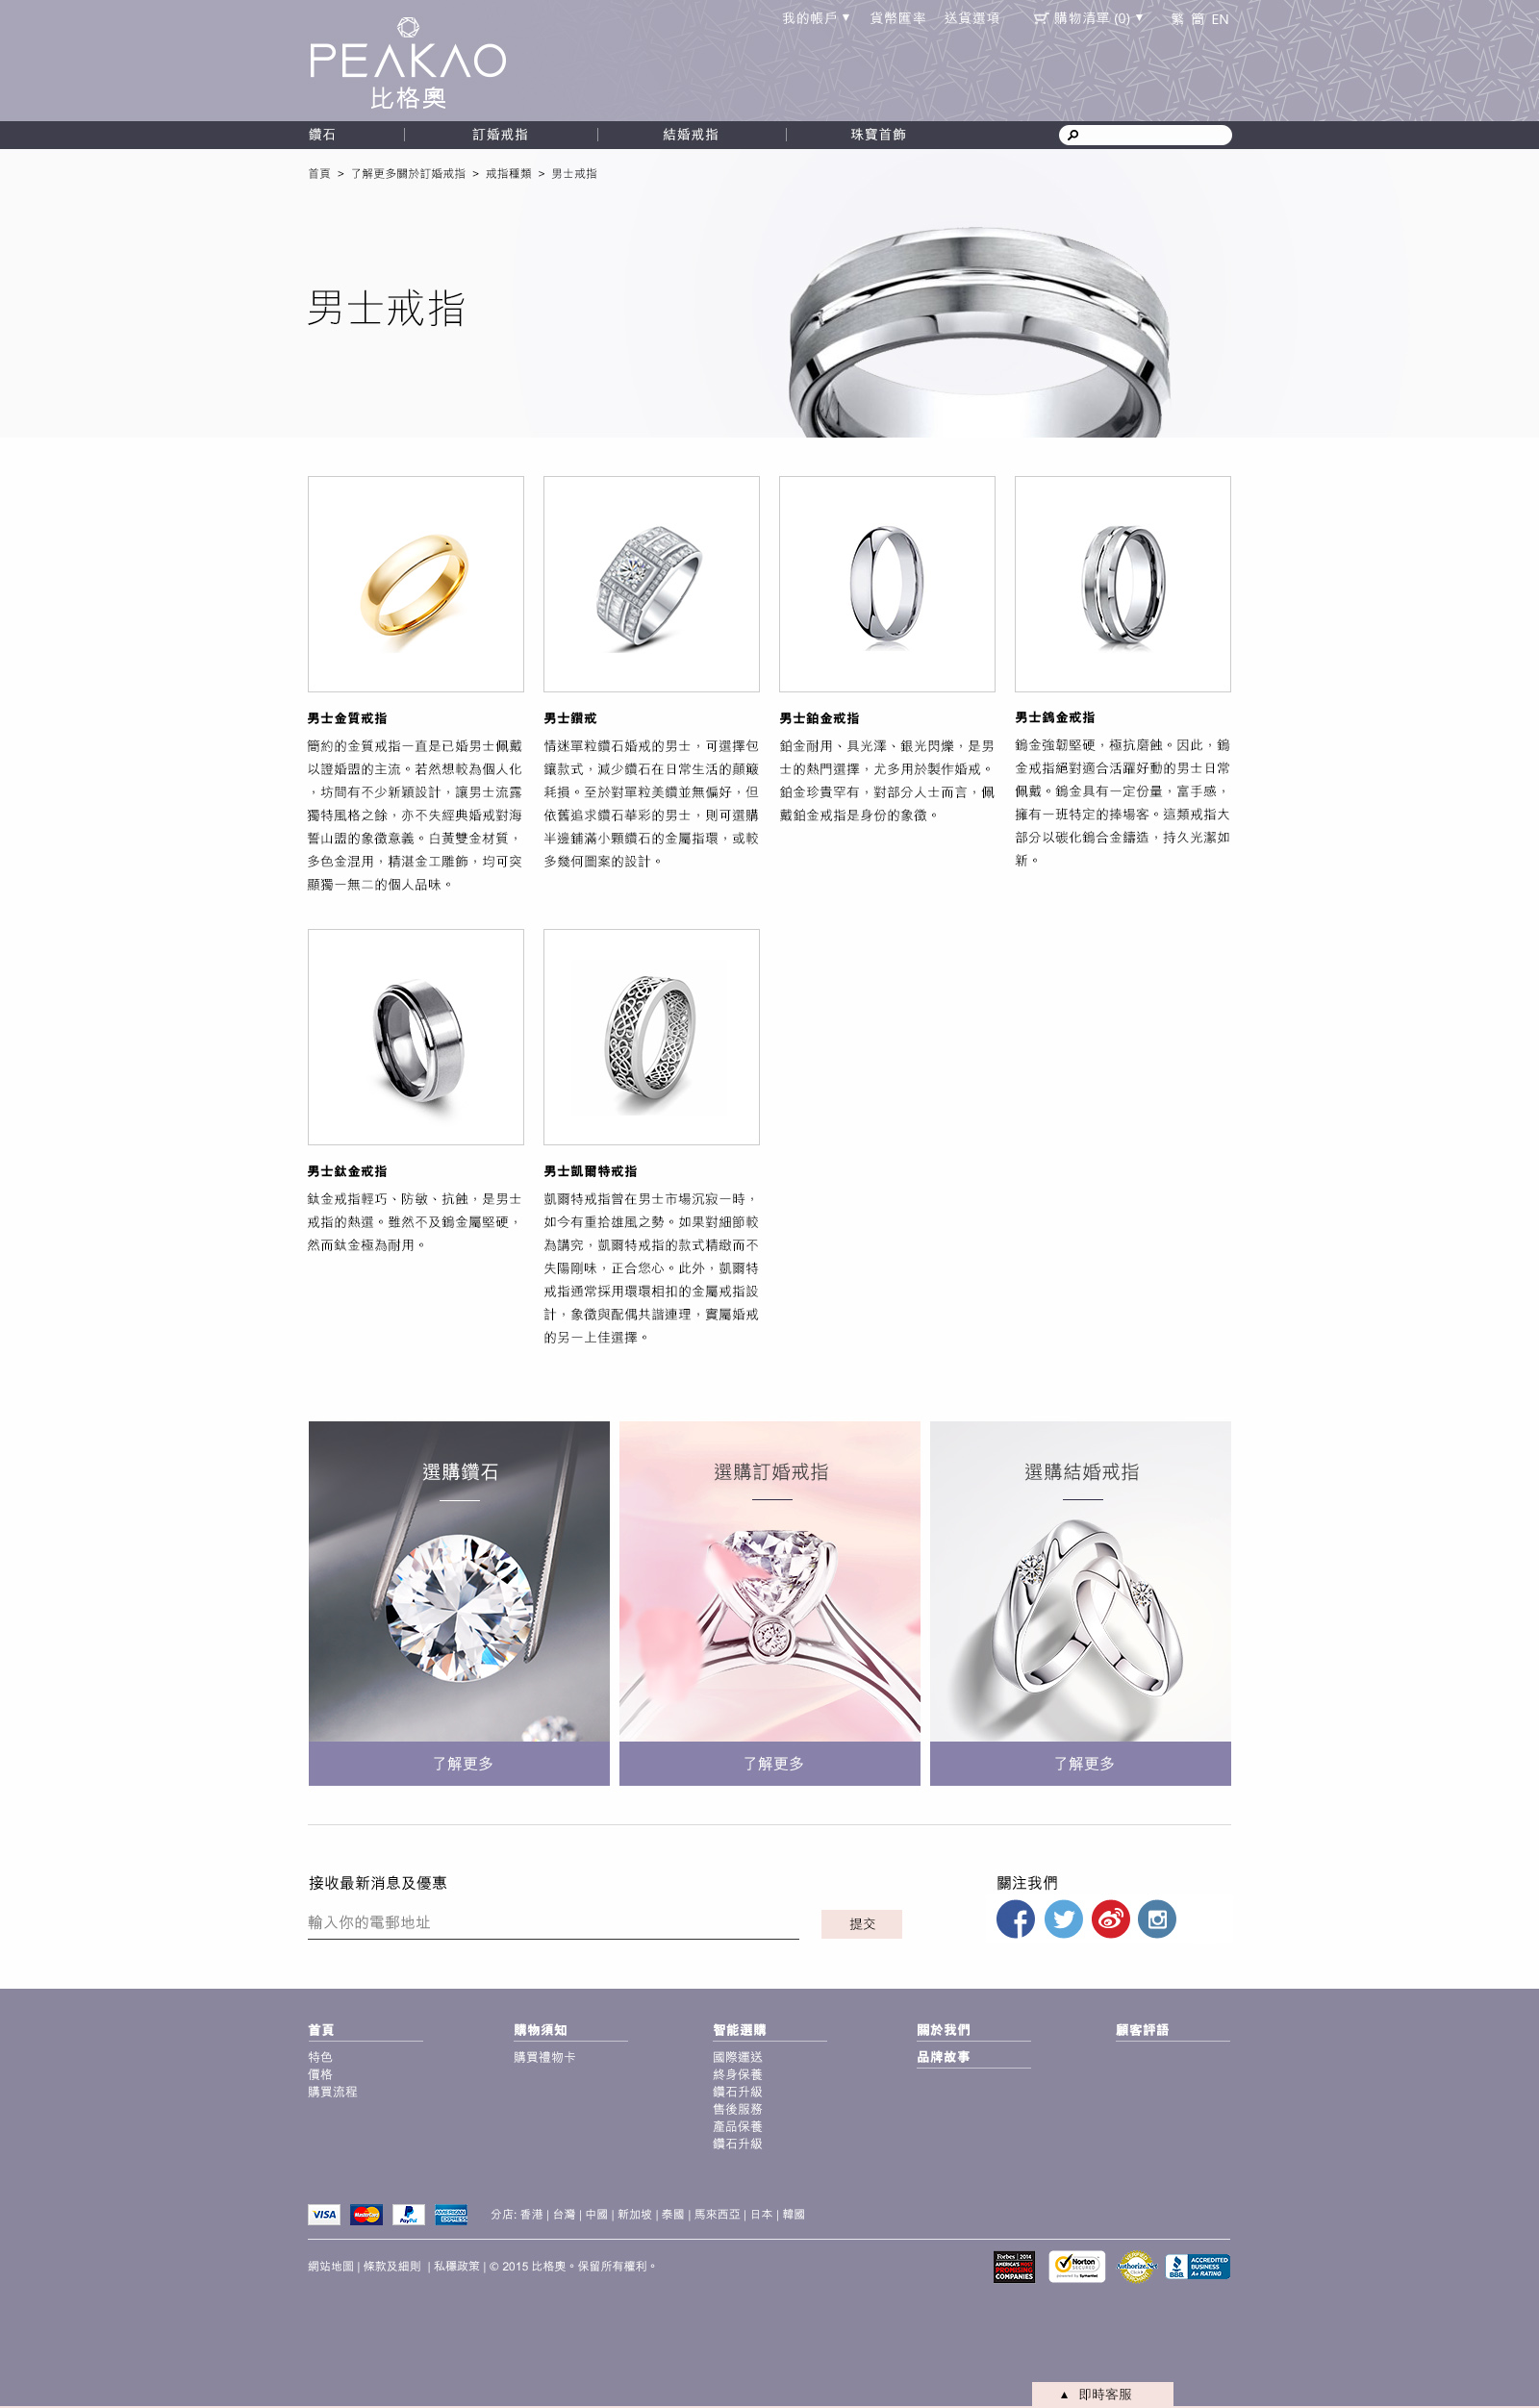 我的帳戶 ▼ 貨幣匯率 送貨選項 購物清單 (0) ▼ 繁 簡 EN
PEAKAO
比格奧
鑽石 訂婚戒指 結婚戒指 珠寶首飾
首頁 > 了解更多關於訂婚戒指 > 戒指種類 > 男士戒指
男士戒指
男士金質戒指
簡約的金質戒指一直是已婚男士佩戴
以證婚盟的主流。若然想較為個人化
，坊間有不少新穎設計，讓男士流露
獨特風格之餘，亦不失經典婚戒對海
誓山盟的象徵意義。白黃雙金材質，
多色金混用，精湛金工雕飾，均可突
顯獨一無二的個人品味。
男士鑽戒
情迷單粒鑽石婚戒的男士，可選擇包
鑲款式，減少鑽石在日常生活的顛簸
耗損。至於對單粒美鑽並無偏好，但
依舊追求鑽石華彩的男士，則可選購
半邊鋪滿小顆鑽石的金屬指環，或較
多幾何圖案的設計。
男士鉑金戒指
鉑金耐用、具光澤、銀光閃爍，是男
士的熱門選擇，尤多用於製作婚戒。
鉑金珍貴罕有，對部分人士而言，佩
戴鉑金戒指是身份的象徵。
男士鎢金戒指
鎢金強韌堅硬，極抗磨蝕。因此，鎢
金戒指絕對適合活躍好動的男士日常
佩戴。鎢金具有一定份量，富手感，
擁有一班特定的捧場客。這類戒指大
部分以碳化鎢合金鑄造，持久光潔如
新。
男士鈦金戒指
鈦金戒指輕巧、防敏、抗蝕，是男士
戒指的熱選。雖然不及鎢金屬堅硬，
然而鈦金極為耐用。
男士凱爾特戒指
凱爾特戒指曾在男士市場沉寂一時，
如今有重拾雄風之勢。如果對細節較
為講究，凱爾特戒指的款式精緻而不
失陽剛味，正合您心。此外，凱爾特
戒指通常採用環環相扣的金屬戒指設
計，象徵與配偶共諧連理，實屬婚戒
的另一上佳選擇。
選購鑽石
了解更多
選購訂婚戒指
了解更多
選購結婚戒指
了解更多
接收最新消息及優惠
輸入你的電郵地址
提交
關注我們
首頁
特色
價格
購買流程
購物須知
購買禮物卡
智能選購
國際運送
終身保養
鑽石升級
售後服務
產品保養
鑽石升級
關於我們
品牌故事
顧客評語
VISA MasterCard PayPal AMERICAN EXPRESS
分店: 香港 | 台灣 | 中國 | 新加坡 | 泰國 | 馬來西亞 | 日本 | 韓國
網站地圖 | 條款及細則 | 私穩政策 | © 2015 比格奧。保留所有權利。
Forbes 2014
AMERICA'S MOST
PROMISING
COMPANIES
Norton
SECURED
powered by Symantec
VERIFIED
Authorize.Net
MERCHANT
BBB
ACCREDITED
BUSINESS
A+ RATING
▲ 即時客服